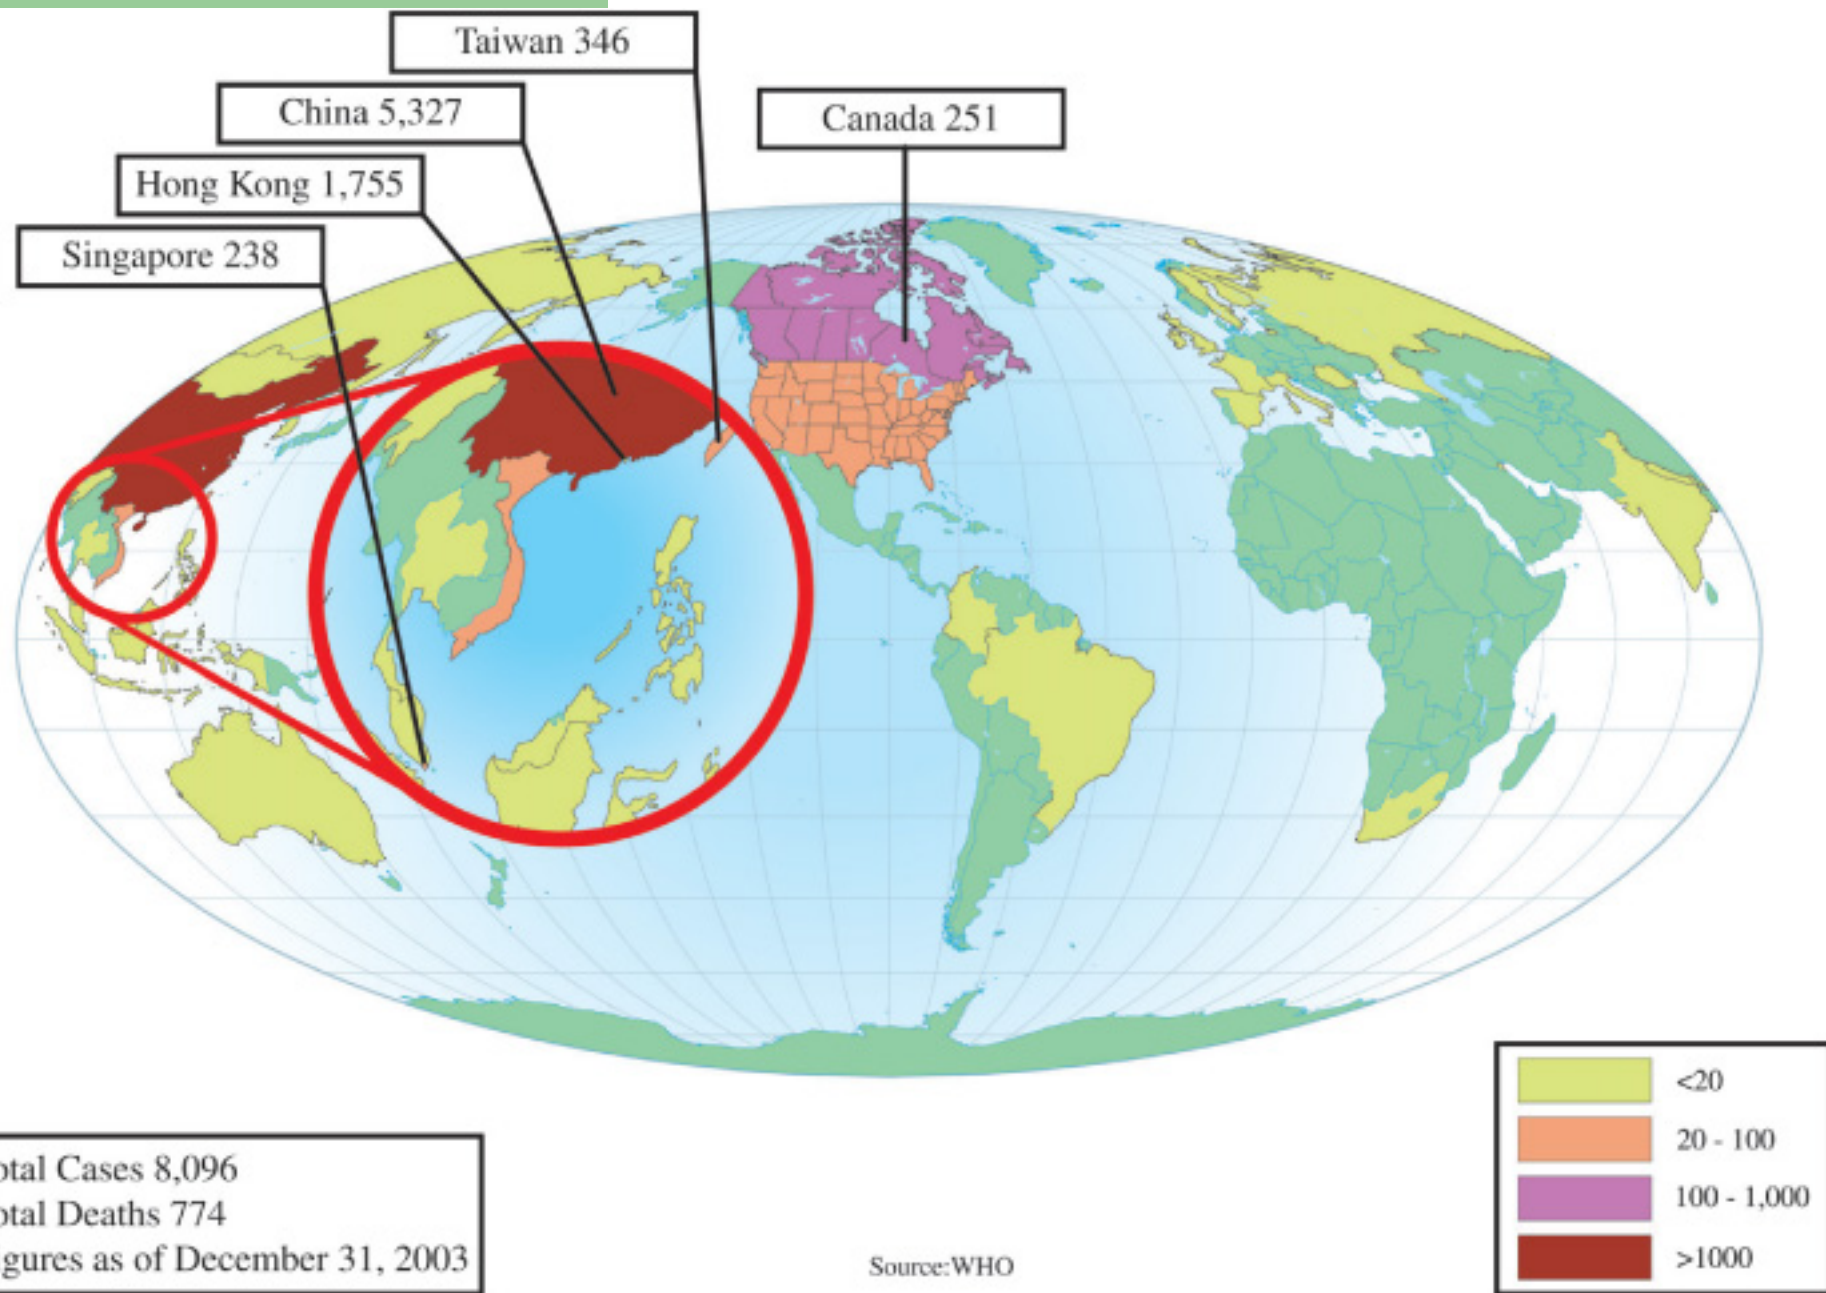 Taiwan 346
China 5,327
Canada 251
Hong Kong 1,755
Singapore 238
<20
20 - 100
100 - 1,000
>1000
otal Cases 8,096
otal Deaths 774
gures as of December 31, 2003
Source:WHO